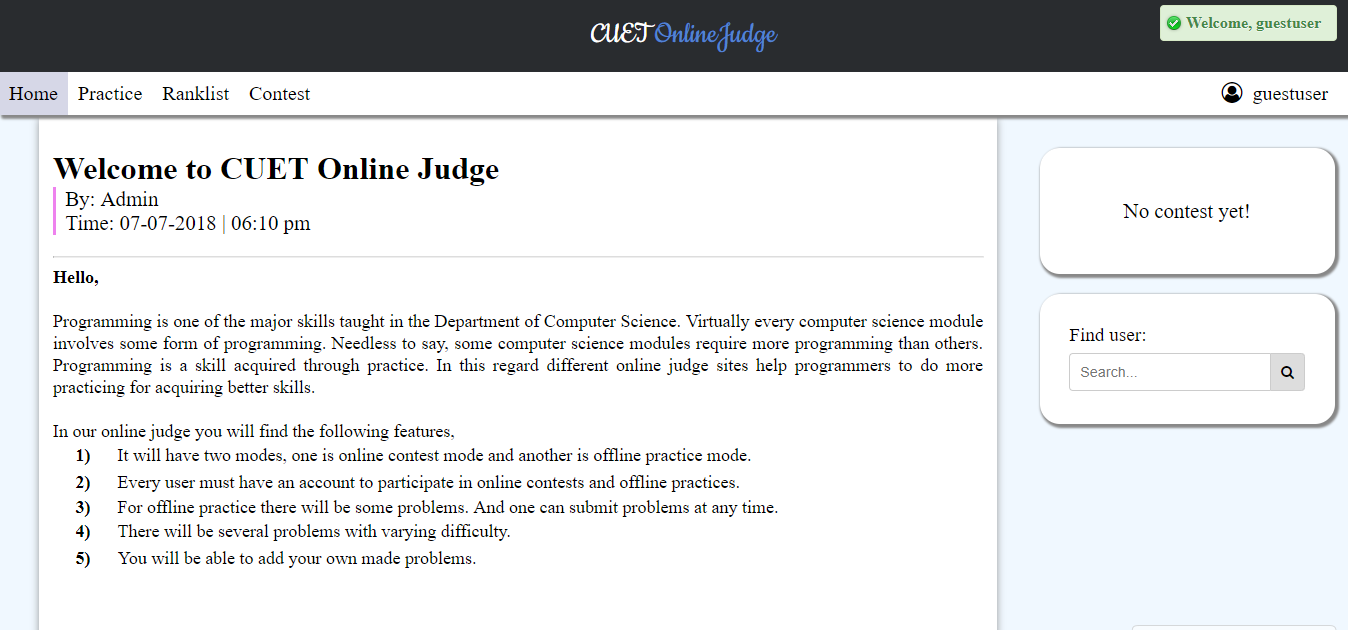 CUET OnlineJudge
Welcome, guestuser
Home Practice Ranklist Contest
guestuser
Welcome to CUET Online Judge
By: Admin
Time: 07-07-2018 | 06:10 pm
Hello,
Programming is one of the major skills taught in the Department of Computer Science. Virtually every computer science module
involves some form of programming. Needless to say, some computer science modules require more programming than others.
Programming is a skill acquired through practice. In this regard different online judge sites help programmers to do more
practicing for acquiring better skills.
In our online judge you will find the following features,
1) It will have two modes, one is online contest mode and another is offline practice mode.
2) Every user must have an account to participate in online contests and offline practices.
3) For offline practice there will be some problems. And one can submit problems at any time.
4) There will be several problems with varying difficulty.
5) You will be able to add your own made problems.
No contest yet!
Find user:
Search...